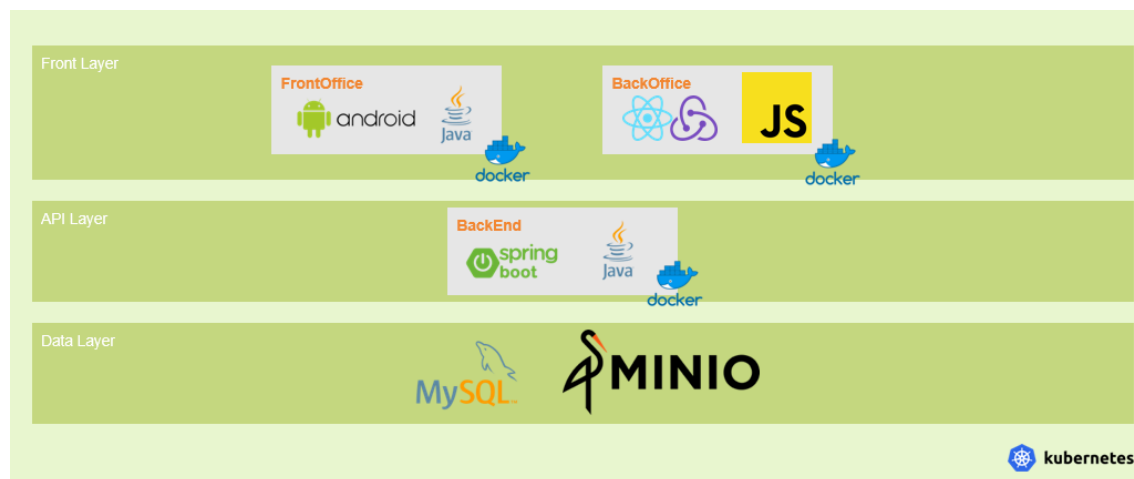 Front Layer
FrontOffice
android
Java
docker
BackOffice
JS
docker
API Layer
BackEnd
spring
boot
Java
docker
Data Layer
MySQL
MINIO
kubernetes